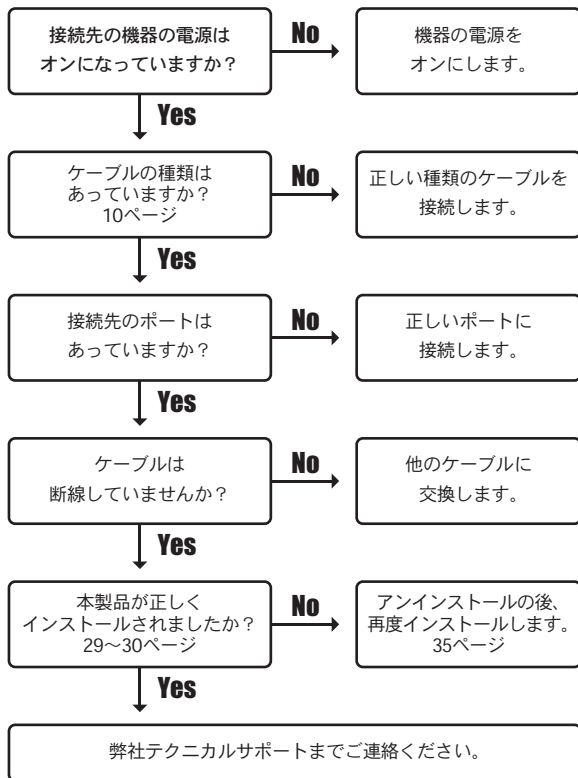 接続先の機器の電源は
オンになっていますか？
No
機器の電源を
オンにします。
Yes
ケーブルの種類は
あっていますか？
10ページ
No
正しい種類のケーブルを
接続します。
Yes
接続先のポートは
あっていますか？
No
正しいポートに
接続します。
Yes
ケーブルは
断線していませんか？
No
他のケーブルに
交換します。
Yes
本製品が正しく
インストールされましたか？
29～30ページ
No
アンインストールの後、
再度インストールします。
35ページ
Yes
弊社テクニカルサポートまでご連絡ください。